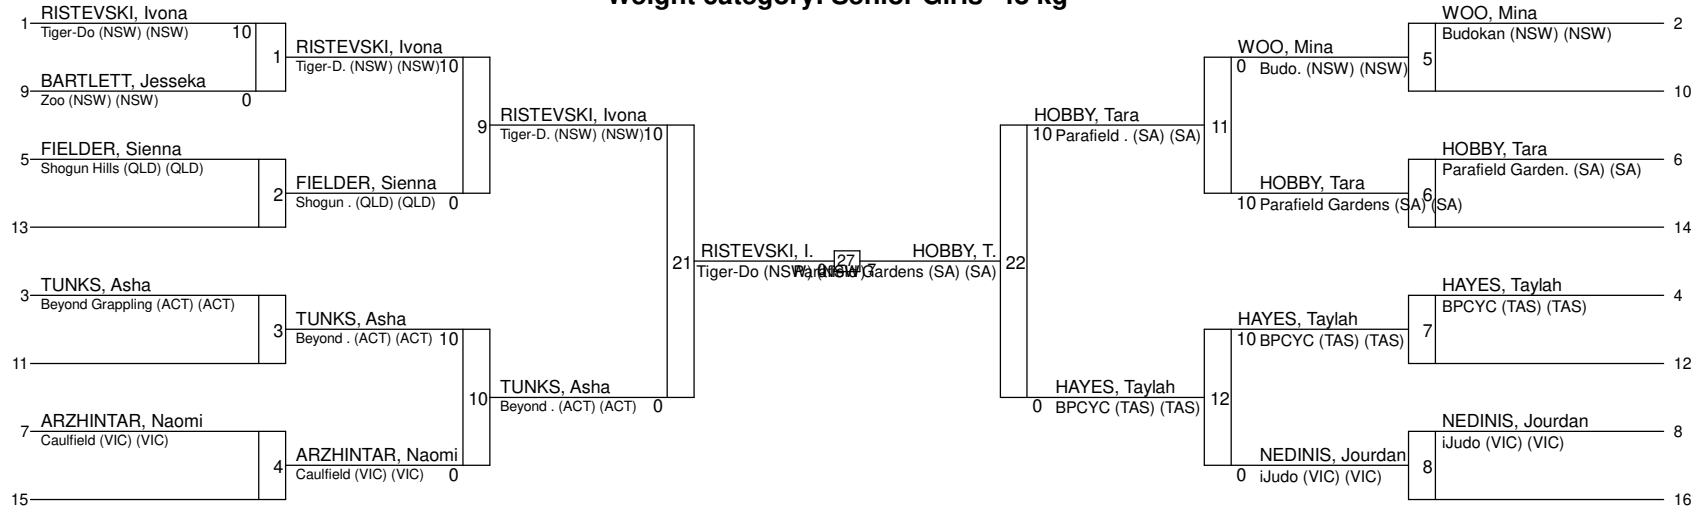 1
RISTEVSKI, Ivona
Tiger-Do (NSW) (NSW)
10
1
9
BARTLETT, Jesseka
Zoo (NSW) (NSW)
0
5
FIELDER, Sienna
Shogun Hills (QLD) (QLD)
2
13
3
TUNKS, Asha
Beyond Grappling (ACT) (ACT)
3
11
7
ARZHINTAR, Naomi
Caulfield (VIC) (VIC)
4
15
RISTEVSKI, Ivona
Tiger-D. (NSW) (NSW)
10
9
FIELDER, Sienna
Shogun . (QLD) (QLD)
0
TUNKS, Asha
Beyond . (ACT) (ACT)
10
10
ARZHINTAR, Naomi
Caulfield (VIC) (VIC)
0
RISTEVSKI, Ivona
Tiger-D. (NSW) (NSW)
10
21
TUNKS, Asha
Beyond . (ACT) (ACT)
0
RISTEVSKI, I.
27
HOBBY, T.
Tiger-Do
Gardens (SA) (SA)
22
HOBBY, Tara
10 Parafield . (SA) (SA)
11
HAYES, Taylah
0 BPCYC (TAS) (TAS)
12
WOO, Mina
0 Budo. (NSW) (NSW)
5
HOBBY, Tara
10 Parafield Gardens (SA) (SA)
6
HAYES, Taylah
10 BPCYC (TAS) (TAS)
7
NEDINIS, Jourdan
0 iJudo (VIC) (VIC)
8
WOO, Mina
Budokan (NSW) (NSW)
2
10
HOBBY, Tara
Parafield Garden. (SA) (SA)
6
14
HAYES, Taylah
BPCYC (TAS) (TAS)
4
12
NEDINIS, Jourdan
iJudo (VIC) (VIC)
8
16